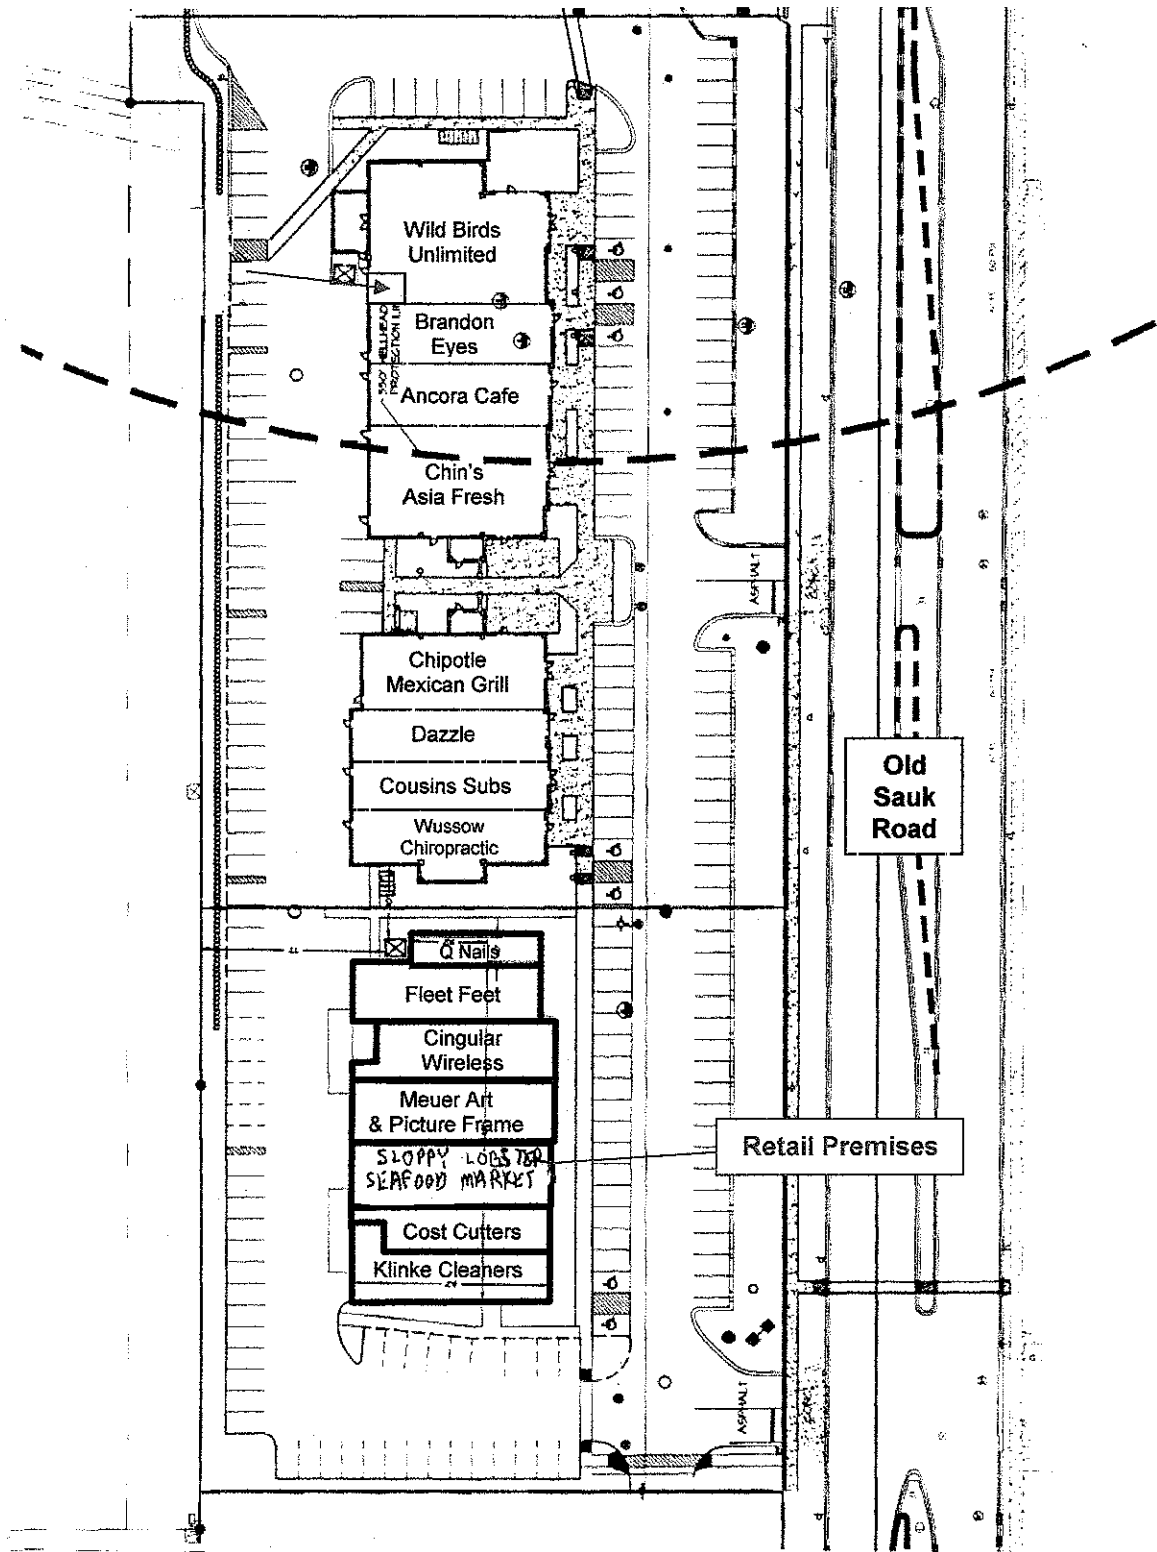 Wild Birds
Unlimited
Brandon
Eyes
Ancora Cafe
Chin's
Asia Fresh
ASPHALT
Chipotle
Mexican Grill
Dazzle
Old
Sauk
Road
Cousins Subs
Wussow
Chiropractic
Q Nails
Fleet Feet
Cingular
Wireless
Meuer Art
& Picture Frame
Retail Premises
SLOPPY LOBSTER
SEAFOOD MARKET
Cost Cutters
Klinke Cleaners
ASPHALT